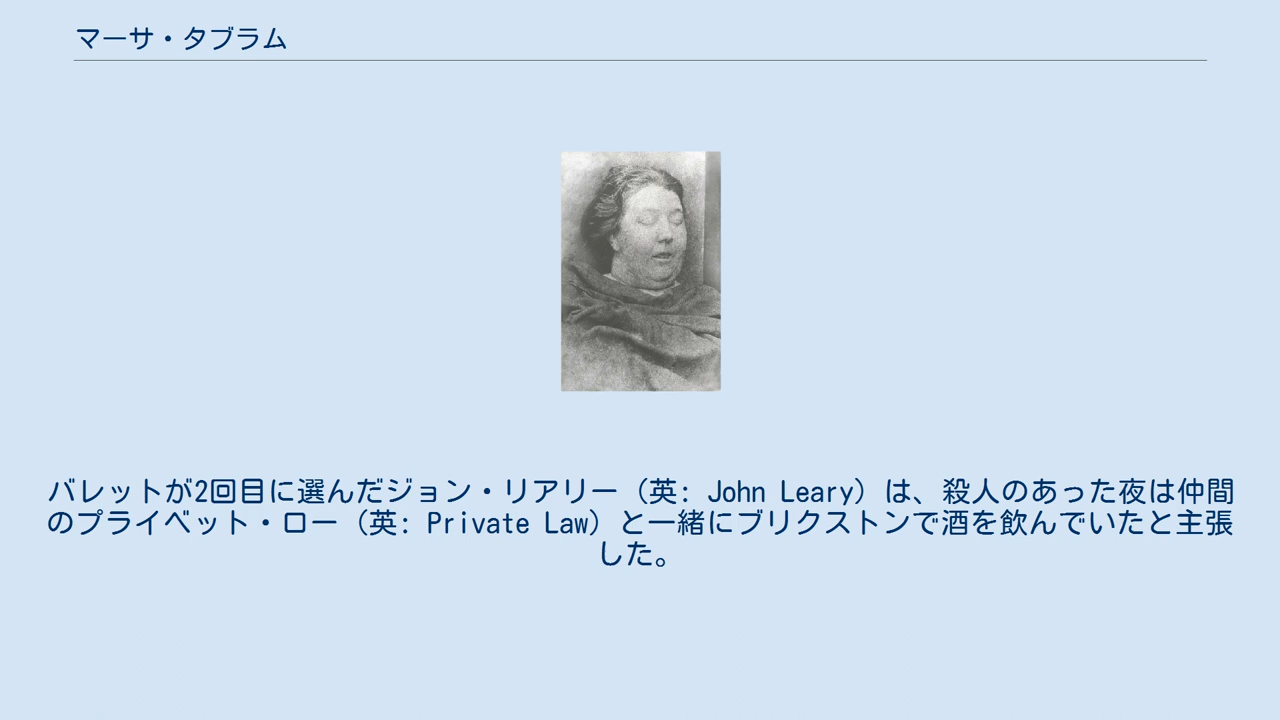 マーサ・タブラム
バレットが2回目に選んだジョン・リアリー（英: John Leary）は、殺人のあった夜は仲間
のプライベット・ロー（英: Private Law）と一緒にブリクストンで酒を飲んでいたと主張
した。